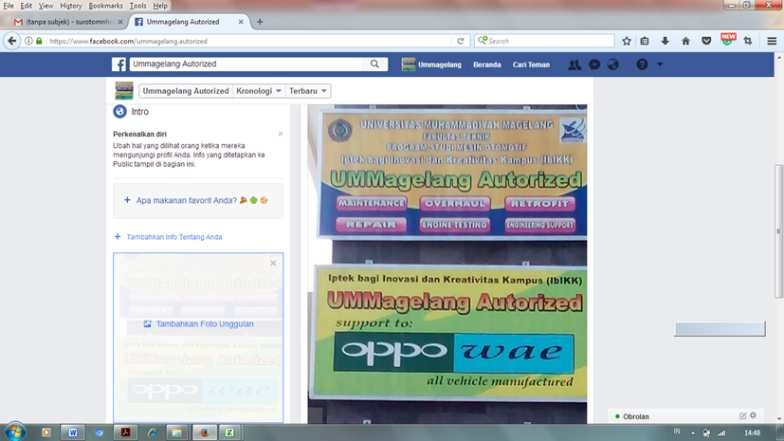 File Edit View History Bookmarks Tools Help
Ummagelang Autorized
https://www.facebook.com/ummagelang.autorized
Search
NEW
Ummagelang Autorized
Ummagelang Beranda Cari Teman
Ummagelang Autorized Kronologi Terbaru
Intro
Perkenalkan diri
Ubah hal yang dilihat orang ketika mereka
mengunjungi profil Anda. Info yang ditetapkan ke
Public tampil di bagian ini.
+ Apa makanan favorit Anda?
+ Tambahkan Info Tentang Anda
Tambahkan Foto Unggulan
UNIVERSITAS MUHAMMADIYAH MAGELANG
FAKULTAS TEKNIK
PROGRAM STUDI MESIN OTOMOTIF
Iptek bagi Inovasi dan Kreativitas Kampus (IbIKK)
UMMagelang Autorized
MAINTENANCE OVERHAUL RETROFIT
REPAIR ENGINE TESTING ENGINEERING SUPPORT
Iptek bagi Inovasi dan Kreativitas Kampus (IbIKK)
UMMagelang Autorized
support to:
oppo wae
all vehicle manufactured
Obrolan
IN
14:48